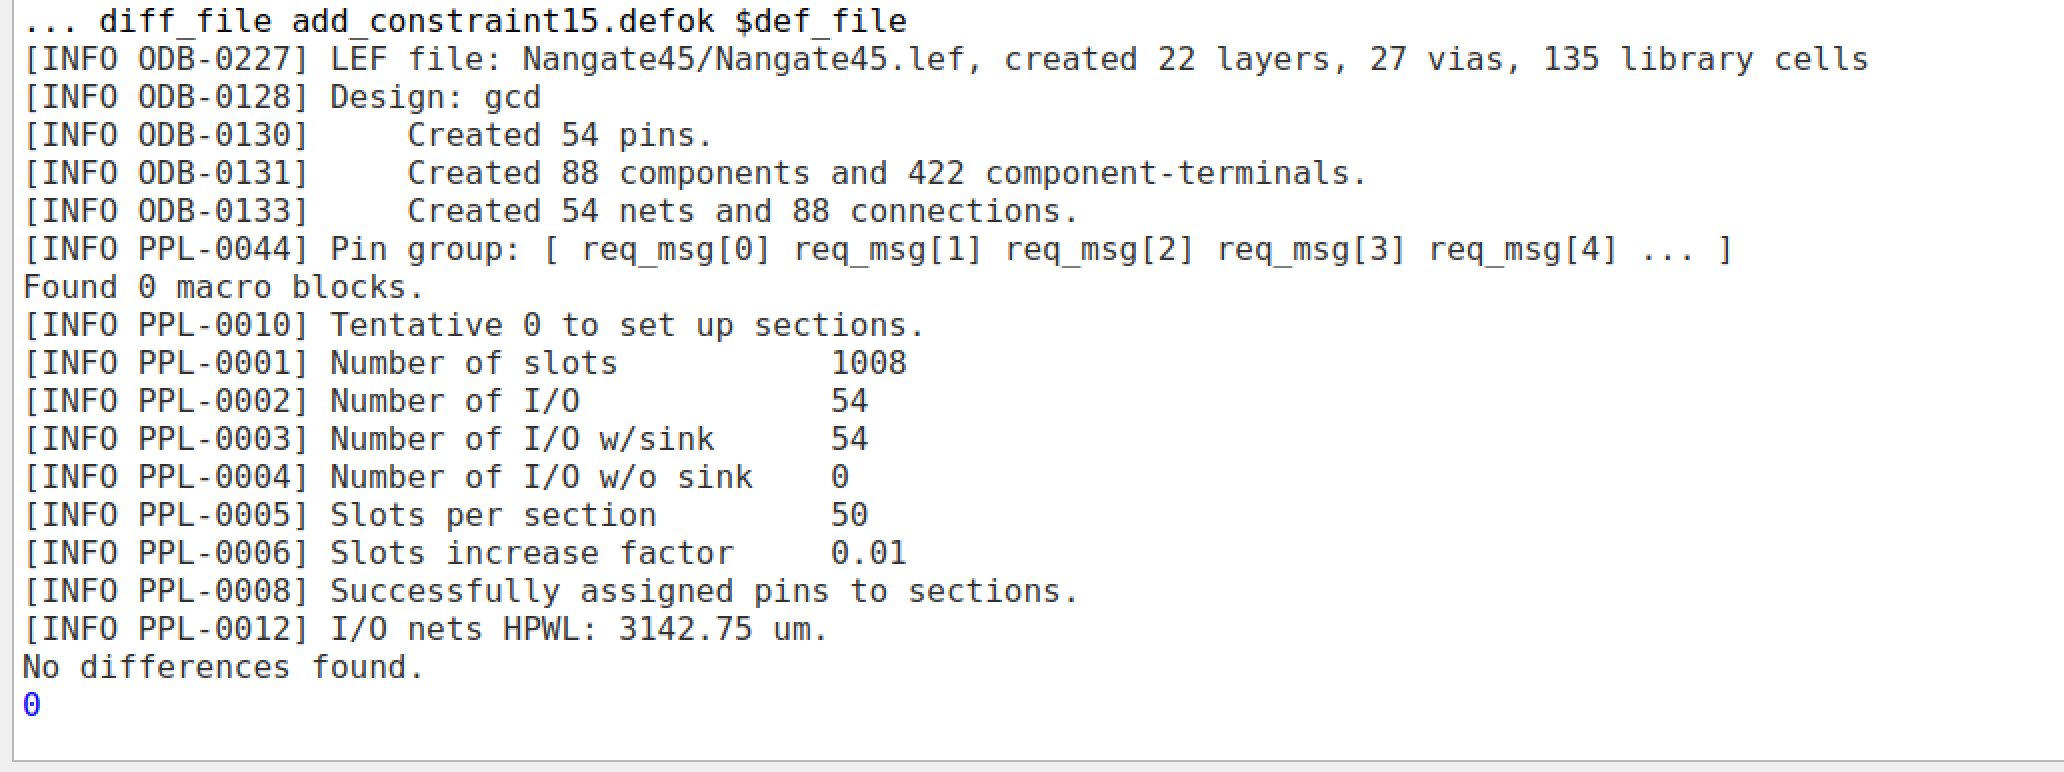 ... diff_file add_constraint15.defok $def_file
[INFO ODB-0227] LEF file: Nangate45/Nangate45.lef, created 22 layers, 27 vias, 135 library cells
[INFO ODB-0128] Design: gcd
[INFO ODB-0130]     Created 54 pins.
[INFO ODB-0131]     Created 88 components and 422 component-terminals.
[INFO ODB-0133]     Created 54 nets and 88 connections.
[INFO PPL-0044] Pin group: [ req_msg[0] req_msg[1] req_msg[2] req_msg[3] req_msg[4] ... ]
Found 0 macro blocks.
[INFO PPL-0010] Tentative 0 to set up sections.
[INFO PPL-0001] Number of slots           1008
[INFO PPL-0002] Number of I/O             54
[INFO PPL-0003] Number of I/O w/sink      54
[INFO PPL-0004] Number of I/O w/o sink    0
[INFO PPL-0005] Slots per section         50
[INFO PPL-0006] Slots increase factor     0.01
[INFO PPL-0008] Successfully assigned pins to sections.
[INFO PPL-0012] I/O nets HPWL: 3142.75 um.
No differences found.
0